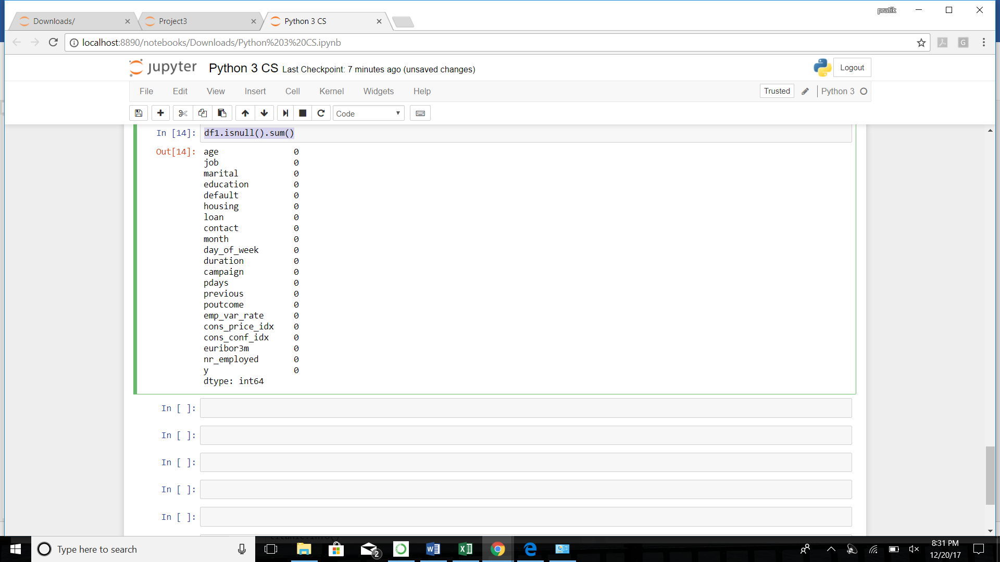 pratik
Downloads/
Project3
Python 3 CS
localhost:8890/notebooks/Downloads/Python%203%20CS.ipynb
G
jupyter Python 3 CS Last Checkpoint: 7 minutes ago (unsaved changes)
Logout
File Edit View Insert Cell Kernel Widgets Help
Trusted Python 3
Code
In [14]: df1.isnull().sum()
Out[14]: age 0
job 0
marital 0
education 0
default 0
housing 0
loan 0
contact 0
month 0
day_of_week 0
duration 0
campaign 0
pdays 0
previous 0
poutcome 0
emp_var_rate 0
cons_price_idx 0
cons_conf_idx 0
euribor3m 0
nr_employed 0
y 0
dtype: int64
In [ ]:
In [ ]:
In [ ]:
In [ ]:
In [ ]:
Type here to search
2
8:31 PM
12/20/17